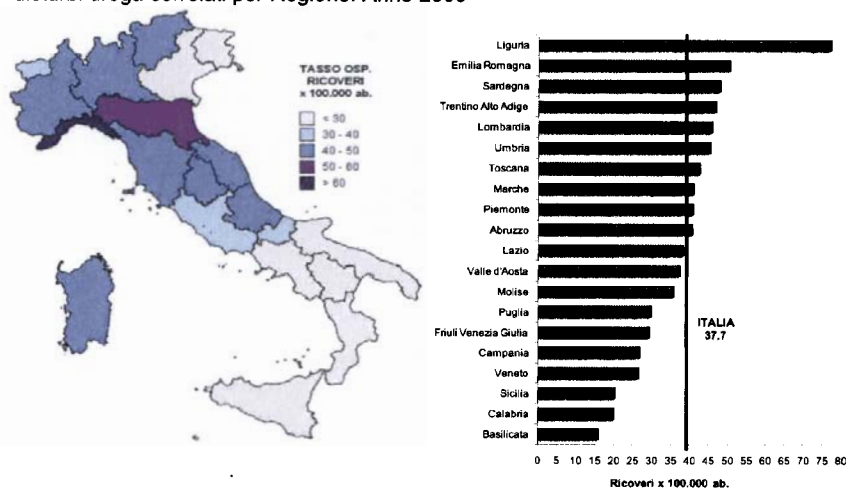 TASSO OSP.
RICOVERI
x 100.000 ab.
< 30
30 - 40
40 - 50
50 - 60
> 60
Liguria
Emilia Romagna
Sardegna
Trentino Alto Adige
Lombardia
Umbria
Toscana
Marche
Piemonte
Abruzzo
Lazio
Valle d'Aosta
Molise
Puglia
Friuli Venezia Giulia
Campania
Veneto
Sicilia
Calabria
Basilicata
ITALIA
37.7
0 5 10 15 20 25 30 35 40 45 50 55 60 65 70 75 80
Ricoveri x 100.000 ab.